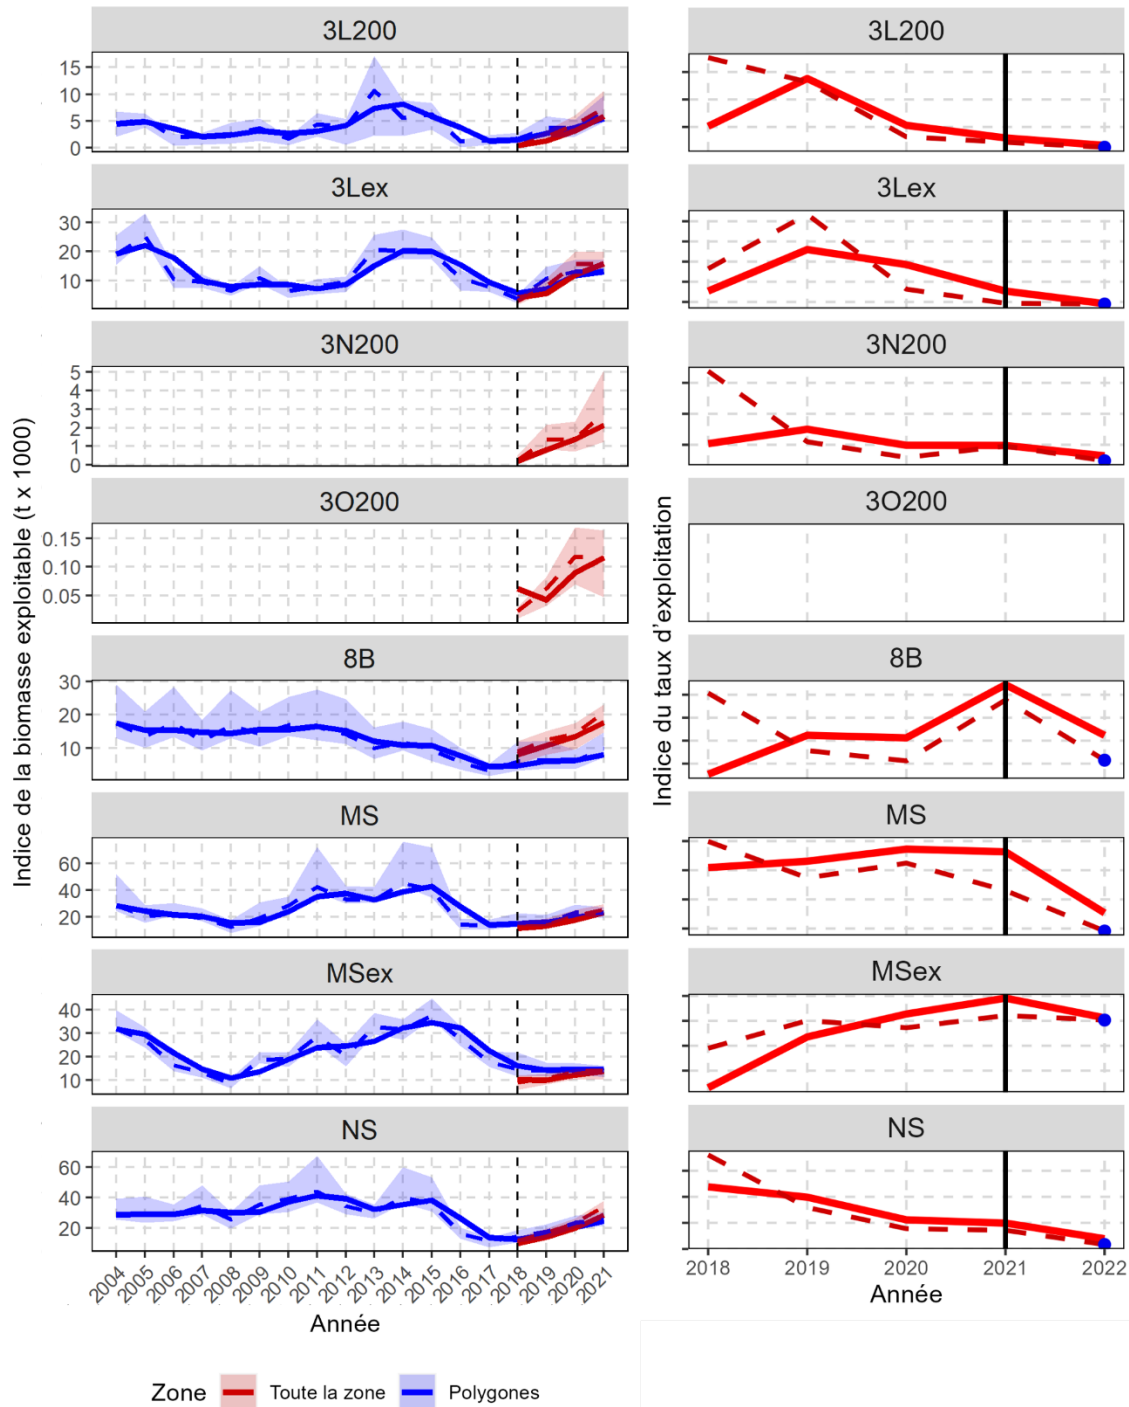 3L200
15
10
5
0
3Lex
30
20
10
3N200
5
4
3
2
1
0
3O200
0.15
0.10
0.05
8B
30
20
10
MS
60
40
20
MSex
40
30
20
10
NS
60
40
20
2004
2005
2006
2007
2008
2009
2010
2011
2012
2013
2014
2015
2016
2017
2018
2019
2020
2021
Année
Indice de la biomasse exploitable (t x 1000)
Zone
Toute la zone
Polygones
3L200
3Lex
3N200
3O200
8B
MS
MSex
NS
2018
2019
2020
2021
2022
Année
Indice du taux d'exploitation